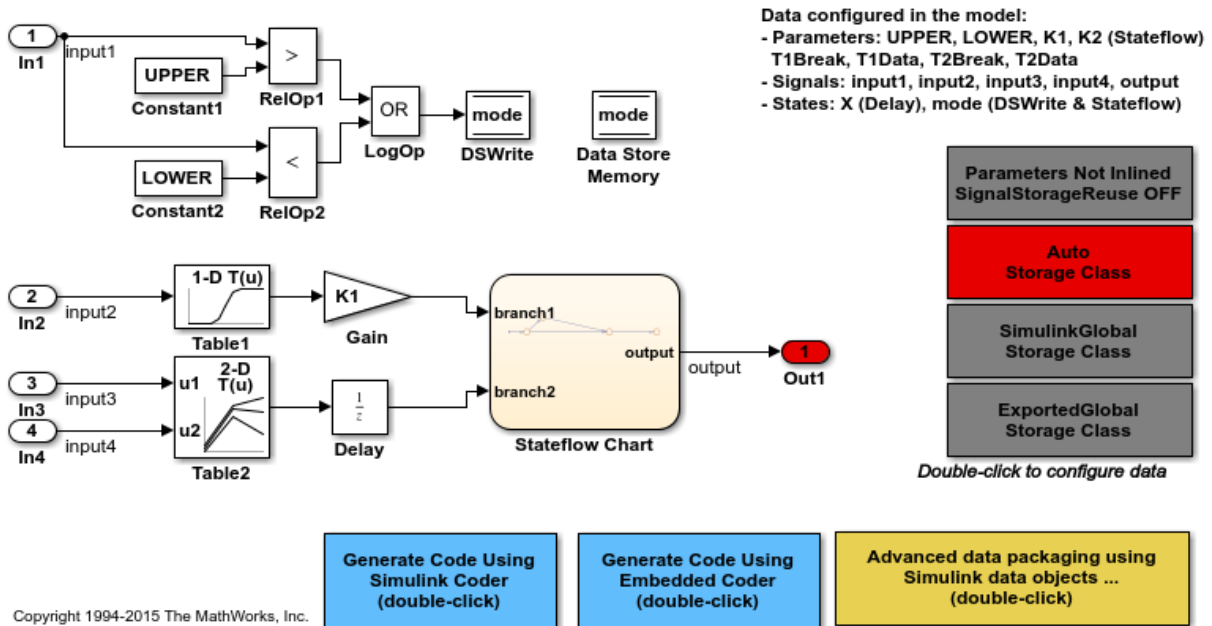 1
input1
In1
UPPER
Constant1
>
RelOp1
LOWER
Constant2
<
RelOp2
OR
LogOp
mode
DSWrite
mode
Data Store
Memory
Data configured in the model:
- Parameters: UPPER, LOWER, K1, K2 (Stateflow)
T1Break, T1Data, T2Break, T2Data
- Signals: input1, input2, input3, input4, output
- States: X (Delay), mode (DSWrite & Stateflow)
Parameters Not Inlined
SignalStorageReuse OFF
Auto
Storage Class
SimulinkGlobal
Storage Class
ExportedGlobal
Storage Class
Double-click to configure data
2
input2
In2
1-D T(u)
Table1
K1
Gain
3
input3
In3
4
input4
In4
2-D
T(u)
u1
u2
Table2
1
z
Delay
branch1
output
branch2
Stateflow Chart
output
1
Out1
Generate Code Using
Simulink Coder
(double-click)
Generate Code Using
Embedded Coder
(double-click)
Advanced data packaging using
Simulink data objects ...
(double-click)
Copyright 1994-2015 The MathWorks, Inc.